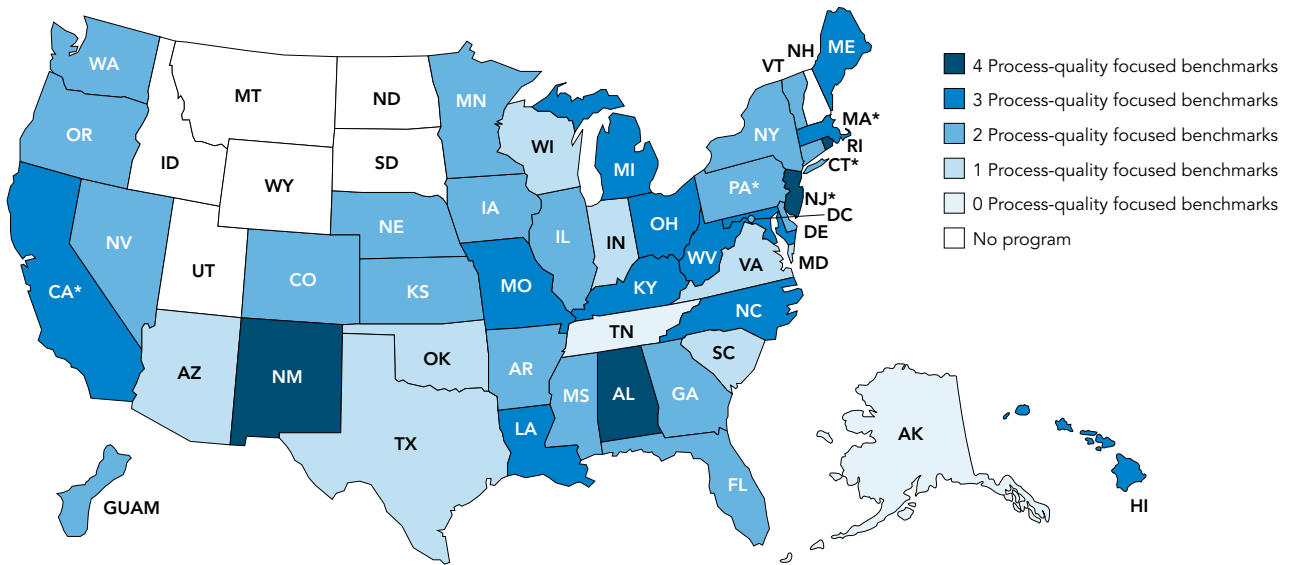 WA
MT
ND
MN
OR
ID
SD
WY
WI
MI
NH
VT
ME
NY
MA*
RI
CT*
PA*
NJ*
DC
DE
MD
NV
UT
NE
IA
CO
KS
IL
IN
OH
WV
VA
MO
KY
CA*
NC
TN
SC
AZ
NM
OK
AR
MS
AL
GA
TX
LA
FL
AK
HI
GUAM
4 Process-quality focused benchmarks
3 Process-quality focused benchmarks
2 Process-quality focused benchmarks
1 Process-quality focused benchmarks
0 Process-quality focused benchmarks
No program